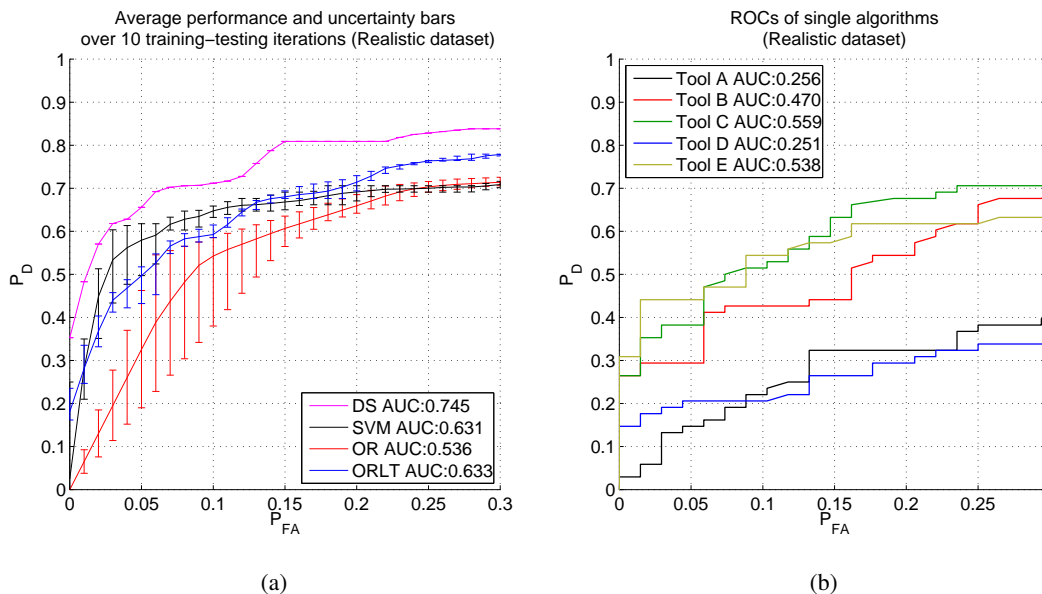 Average performance and uncertainty bars
over 10 training–testing iterations (Realistic dataset)
1
0.9
0.8
0.7
0.6
0.5
0.4
0.3
0.2
0.1
0
P_D
DS AUC:0.745
SVM AUC:0.631
OR AUC:0.536
ORLT AUC:0.633
0
0.05
0.1
0.15
0.2
0.25
0.3
P_FA
(a)
ROCs of single algorithms
(Realistic dataset)
1
0.9
0.8
0.7
0.6
0.5
0.4
0.3
0.2
0.1
0
P_D
Tool A AUC:0.256
Tool B AUC:0.470
Tool C AUC:0.559
Tool D AUC:0.251
Tool E AUC:0.538
0
0.05
0.1
0.15
0.2
0.25
P_FA
(b)